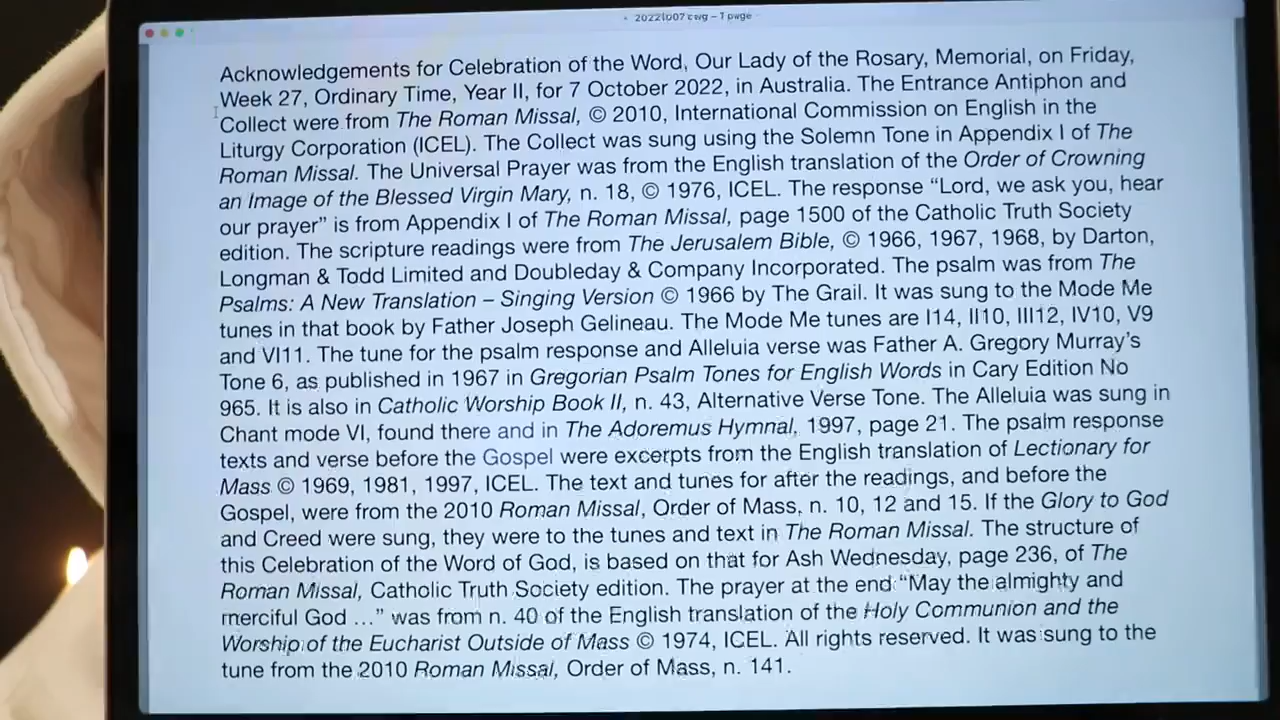 2022lo07cwg – 1 page
Acknowledgements for Celebration of the Word, Our Lady of the Rosary, Memorial, on Friday,
Week 27, Ordinary Time, Year II, for 7 October 2022, in Australia. The Entrance Antiphon and
Collect were from The Roman Missal, © 2010, International Commission on English in the
Liturgy Corporation (ICEL). The Collect was sung using the Solemn Tone in Appendix I of The
Roman Missal. The Universal Prayer was from the English translation of the Order of Crowning
an Image of the Blessed Virgin Mary, n. 18, © 1976, ICEL. The response “Lord, we ask you, hear
our prayer” is from Appendix I of The Roman Missal, page 1500 of the Catholic Truth Society
edition. The scripture readings were from The Jerusalem Bible, © 1966, 1967, 1968, by Darton,
Longman & Todd Limited and Doubleday & Company Incorporated. The psalm was from The
Psalms: A New Translation – Singing Version © 1966 by The Grail. It was sung to the Mode Me
tunes in that book by Father Joseph Gelineau. The Mode Me tunes are I14, II10, III12, IV10, V9
and VI11. The tune for the psalm response and Alleluia verse was Father A. Gregory Murray’s
Tone 6, as published in 1967 in Gregorian Psalm Tones for English Words in Cary Edition No
965. It is also in Catholic Worship Book II, n. 43, Alternative Verse Tone. The Alleluia was sung in
Chant mode VI, found there and in The Adoremus Hymnal, 1997, page 21. The psalm response
texts and verse before the Gospel were excerpts from the English translation of Lectionary for
Mass © 1969, 1981, 1997, ICEL. The text and tunes for after the readings, and before the
Gospel, were from the 2010 Roman Missal, Order of Mass, n. 10, 12 and 15. If the Glory to God
and Creed were sung, they were to the tunes and text in The Roman Missal. The structure of
this Celebration of the Word of God, is based on that for Ash Wednesday, page 236, of The
Roman Missal, Catholic Truth Society edition. The prayer at the end “May the almighty and
merciful God …” was from n. 40 of the English translation of the Holy Communion and the
Worship of the Eucharist Outside of Mass © 1974, ICEL. All rights reserved. It was sung to the
tune from the 2010 Roman Missal, Order of Mass, n. 141.